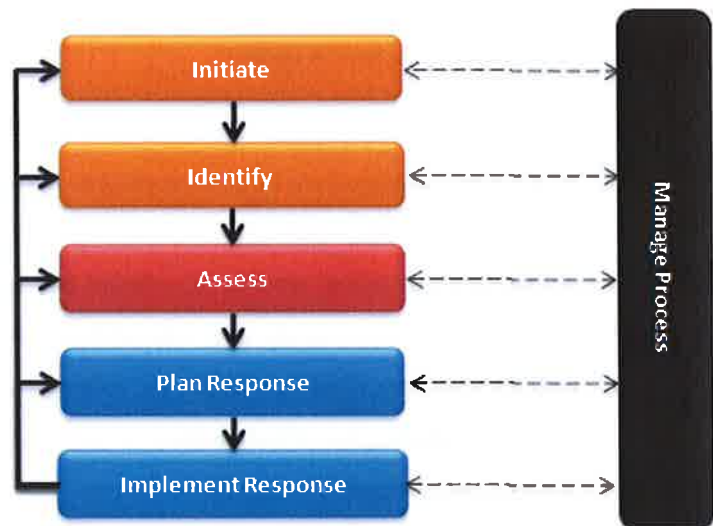 Initiate
Identify
Assess
Plan Response
Implement Response
Manage Process